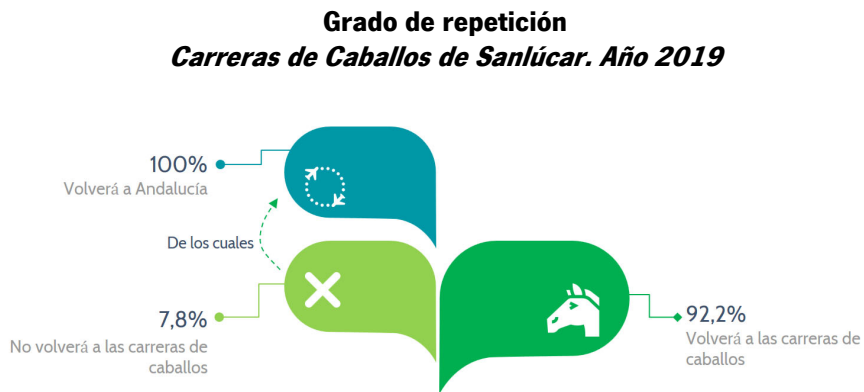 Grado de repetición
Carreras de Caballos de Sanlúcar. Año 2019
100%
Volverá a Andalucía
De los cuales
7,8%
No volverá a las carreras de
caballos
92,2%
Volverá a las carreras de
caballos